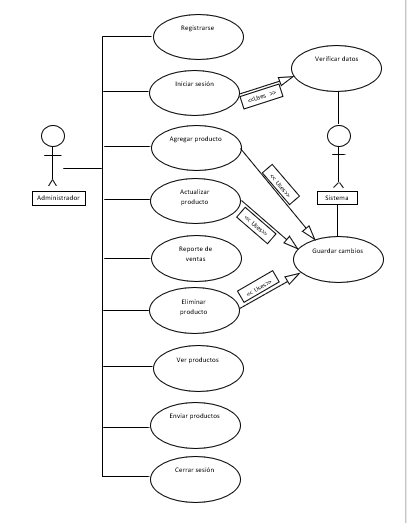 Registrarse
Verificar datos
Iniciar sesión
<<Uses >>
Agregar producto
<< Uses>>
Administrador
Actualizar
producto
Sistema
<< Uses>>
Reporte de
ventas
Guardar cambios
<< Uses>>
Eliminar
producto
Ver productos
Enviar productos
Cerrar sesión